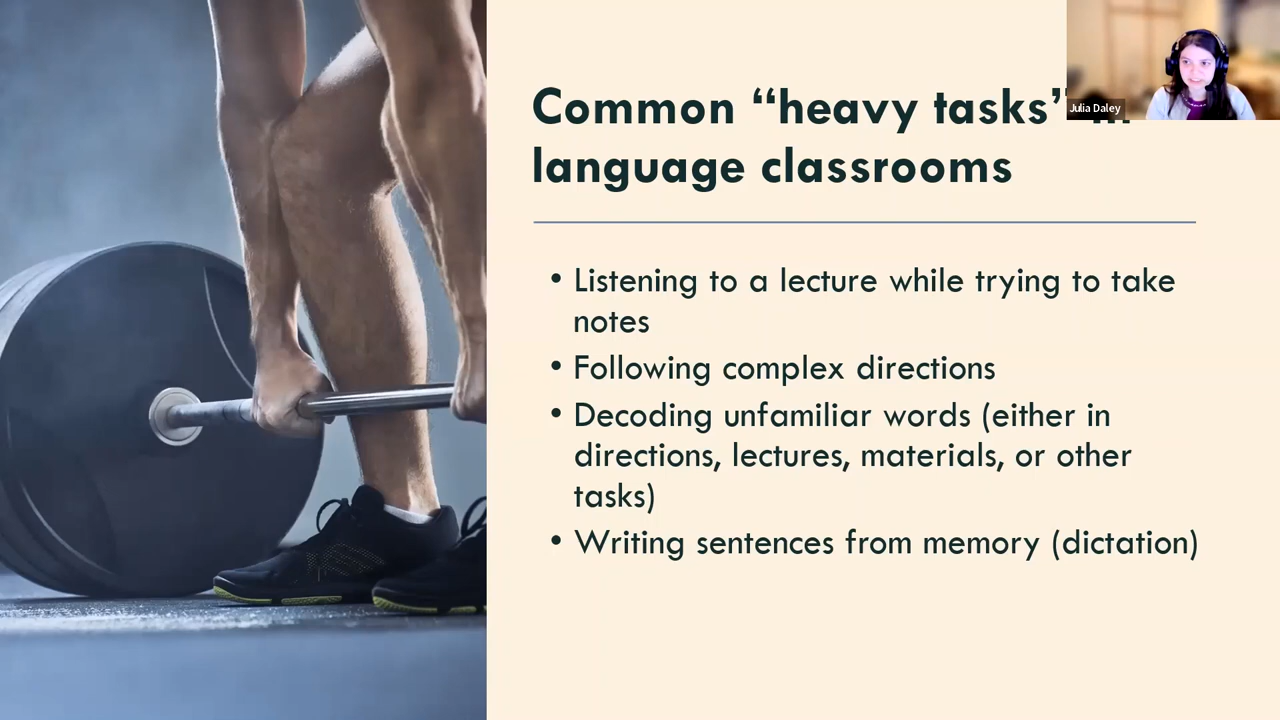 Common “heavy tasks”
language classrooms
• Listening to a lecture while trying to take
notes
• Following complex directions
• Decoding unfamiliar words (either in
directions, lectures, materials, or other
tasks)
• Writing sentences from memory (dictation)
Julia Daley